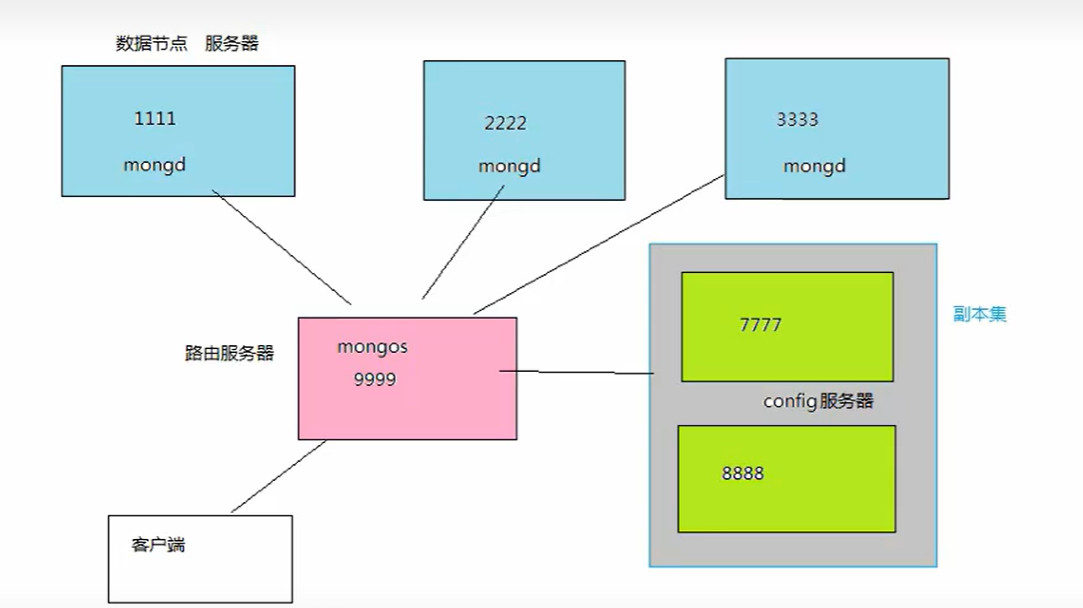 数据节点 服务器
1111
mongd
2222
mongd
3333
mongd
副本集
7777
config服务器
8888
路由服务器
mongos
9999
客户端